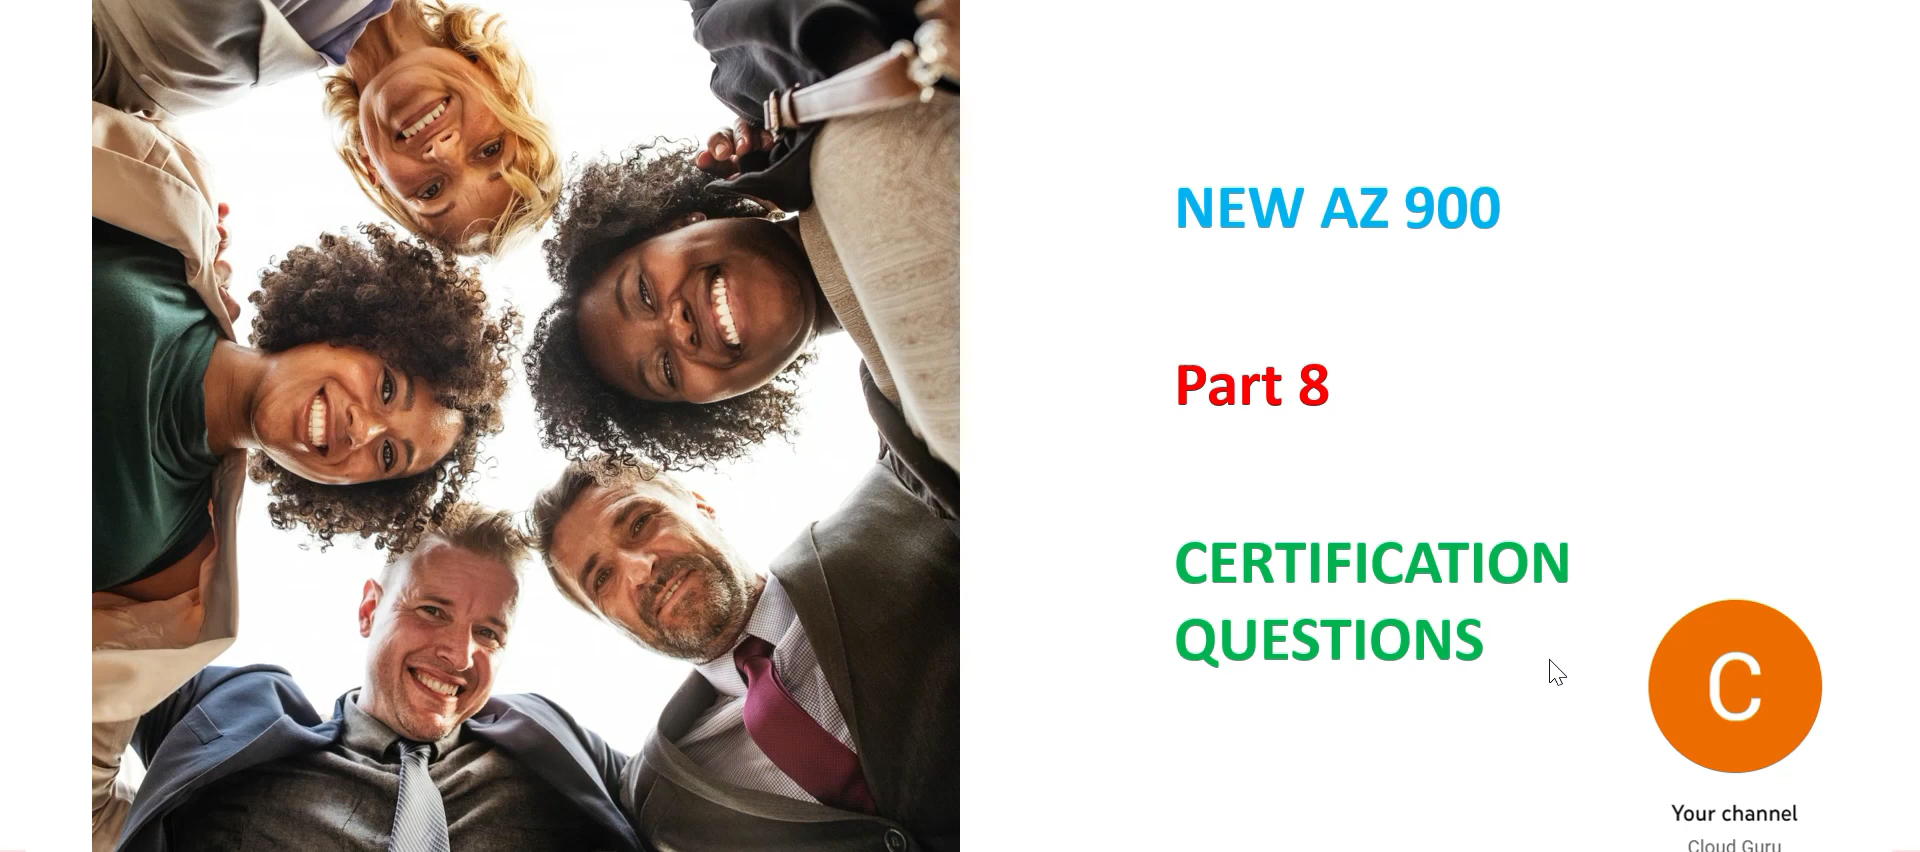 NEW AZ 900
Part 8
CERTIFICATION
QUESTIONS
C
Your channel
Cloud Guru